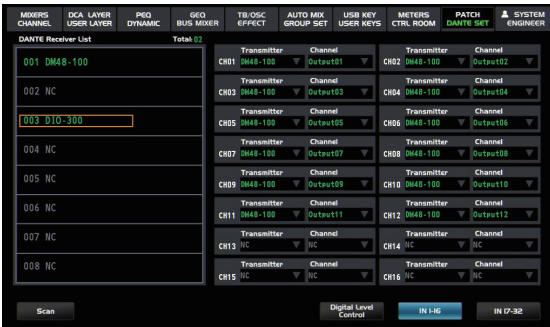 MIXERS DCA LAYER PEQ GEQ TB/OSC AUTO MIX USB KEY METERS PATCH SYSTEM
CHANNEL USER LAYER DYNAMIC BUS MIXER EFFECT GROUP SET USER KEYS CTRL ROOM DANTE SET ENGINEER
DANTE Receiver List Total: 02
001 DM48-100
002 NC
003 DIO-300
004 NC
005 NC
006 NC
007 NC
008 NC
Transmitter Channel Transmitter Channel
CH01 DM48-100 Output01 CH02 DM48-100 Output02
Transmitter Channel Transmitter Channel
CH03 DM48-100 Output03 CH04 DM48-100 Output04
Transmitter Channel Transmitter Channel
CH05 DM48-100 Output05 CH06 DM48-100 Output06
Transmitter Channel Transmitter Channel
CH07 DM48-100 Output07 CH08 DM48-100 Output08
Transmitter Channel Transmitter Channel
CH09 DM48-100 Output09 CH10 DM48-100 Output10
Transmitter Channel Transmitter Channel
CH11 DM48-100 Output11 CH12 DM48-100 Output12
Transmitter Channel Transmitter Channel
CH13 NC NC CH14 NC NC
Transmitter Channel Transmitter Channel
CH15 NC NC CH16 NC NC
Scan
Digital Level
Control
IN 1-16
IN 17-32